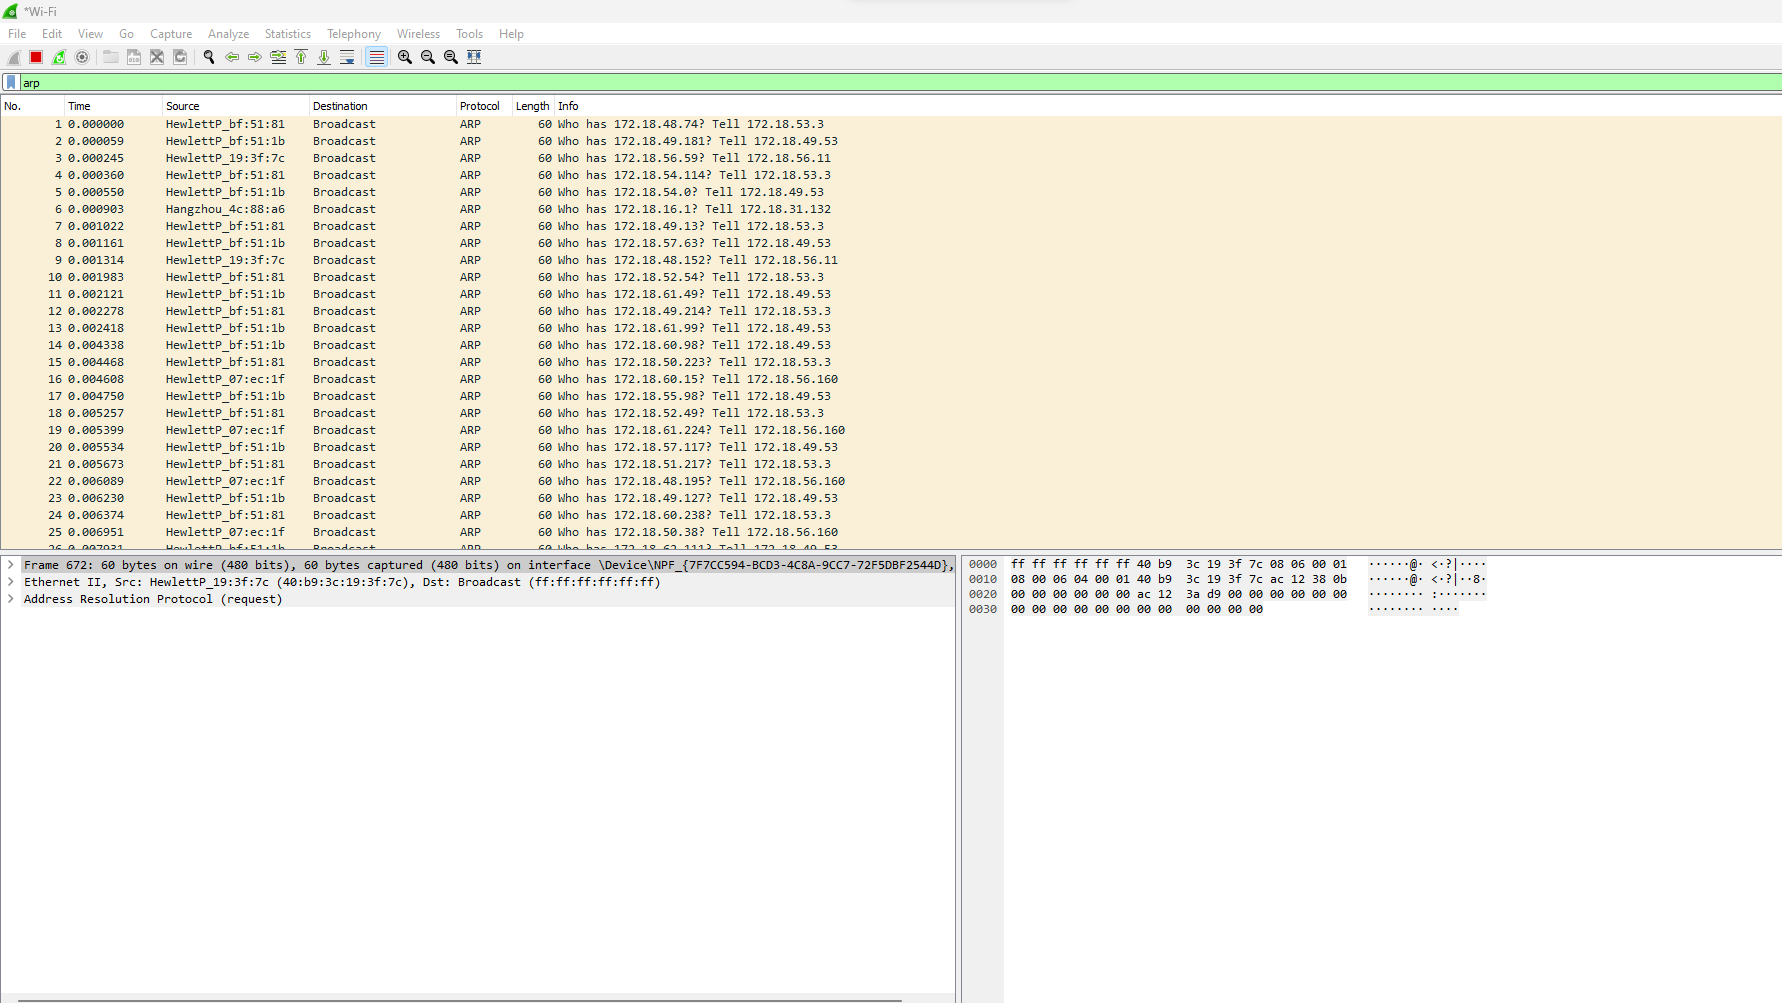 *Wi-Fi
File Edit View Go Capture Analyze Statistics Telephony Wireless Tools Help
arp
No. Time Source Destination Protocol Length Info
1 0.000000 HewlettP_bf:51:81 Broadcast ARP 60 Who has 172.18.48.74? Tell 172.18.53.3
2 0.000059 HewlettP_bf:51:1b Broadcast ARP 60 Who has 172.18.49.181? Tell 172.18.49.53
3 0.000245 HewlettP_19:3f:7c Broadcast ARP 60 Who has 172.18.56.59? Tell 172.18.56.11
4 0.000360 HewlettP_bf:51:81 Broadcast ARP 60 Who has 172.18.54.114? Tell 172.18.53.3
5 0.000550 HewlettP_bf:51:1b Broadcast ARP 60 Who has 172.18.54.0? Tell 172.18.49.53
6 0.000903 Hangzhou_4c:88:a6 Broadcast ARP 60 Who has 172.18.16.1? Tell 172.18.31.132
7 0.001022 HewlettP_bf:51:81 Broadcast ARP 60 Who has 172.18.49.13? Tell 172.18.53.3
8 0.001161 HewlettP_bf:51:1b Broadcast ARP 60 Who has 172.18.57.63? Tell 172.18.49.53
9 0.001314 HewlettP_19:3f:7c Broadcast ARP 60 Who has 172.18.48.152? Tell 172.18.56.11
10 0.001983 HewlettP_bf:51:81 Broadcast ARP 60 Who has 172.18.52.54? Tell 172.18.53.3
11 0.002121 HewlettP_bf:51:1b Broadcast ARP 60 Who has 172.18.61.49? Tell 172.18.49.53
12 0.002278 HewlettP_bf:51:81 Broadcast ARP 60 Who has 172.18.49.214? Tell 172.18.53.3
13 0.002418 HewlettP_bf:51:1b Broadcast ARP 60 Who has 172.18.61.99? Tell 172.18.49.53
14 0.004338 HewlettP_bf:51:1b Broadcast ARP 60 Who has 172.18.60.98? Tell 172.18.49.53
15 0.004468 HewlettP_bf:51:81 Broadcast ARP 60 Who has 172.18.50.223? Tell 172.18.53.3
16 0.004608 HewlettP_07:ec:1f Broadcast ARP 60 Who has 172.18.60.15? Tell 172.18.56.160
17 0.004750 HewlettP_bf:51:1b Broadcast ARP 60 Who has 172.18.55.98? Tell 172.18.49.53
18 0.005257 HewlettP_bf:51:81 Broadcast ARP 60 Who has 172.18.52.49? Tell 172.18.53.3
19 0.005399 HewlettP_07:ec:1f Broadcast ARP 60 Who has 172.18.61.224? Tell 172.18.56.160
20 0.005534 HewlettP_bf:51:1b Broadcast ARP 60 Who has 172.18.57.117? Tell 172.18.49.53
21 0.005673 HewlettP_bf:51:81 Broadcast ARP 60 Who has 172.18.51.217? Tell 172.18.53.3
22 0.006089 HewlettP_07:ec:1f Broadcast ARP 60 Who has 172.18.48.195? Tell 172.18.56.160
23 0.006230 HewlettP_bf:51:1b Broadcast ARP 60 Who has 172.18.49.127? Tell 172.18.49.53
24 0.006374 HewlettP_bf:51:81 Broadcast ARP 60 Who has 172.18.60.238? Tell 172.18.53.3
25 0.006951 HewlettP_07:ec:1f Broadcast ARP 60 Who has 172.18.50.38? Tell 172.18.56.160
26 0.007931 HewlettP_bf:51:1b Broadcast ARP 60 Who has 172.18.62.111? Tell 172.18.49.53
Frame 672: 60 bytes on wire (480 bits), 60 bytes captured (480 bits) on interface \Device\NPF_{7F7CC594-BCD3-4C8A-9CC7-72F5DBF2544D},
Ethernet II, Src: HewlettP_19:3f:7c (40:b9:3c:19:3f:7c), Dst: Broadcast (ff:ff:ff:ff:ff:ff)
Address Resolution Protocol (request)
0000 ff ff ff ff ff ff 40 b9 3c 19 3f 7c 08 06 00 01 ······@· <·?|····
0010 08 00 06 04 00 01 40 b9 3c 19 3f 7c ac 12 38 0b ······@· <·?|··8·
0020 00 00 00 00 00 00 ac 12 3a d9 00 00 00 00 00 00 ········ :·······
0030 00 00 00 00 00 00 00 00 00 00 00 00 ········ ····